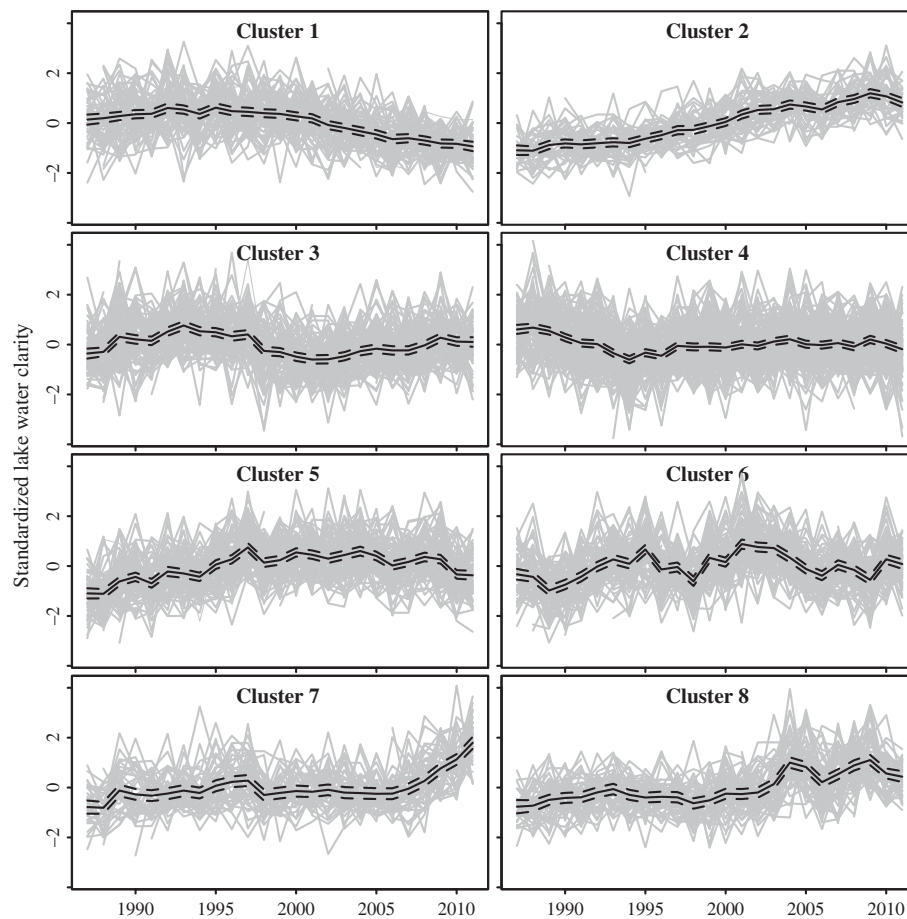 Cluster 1
Cluster 2
2
0
−2
Cluster 3
Cluster 4
2
0
−2
Standardized lake water clarity
Cluster 5
Cluster 6
2
0
−2
Cluster 7
Cluster 8
2
0
−2
1990 1995 2000 2005 2010
1990 1995 2000 2005 2010